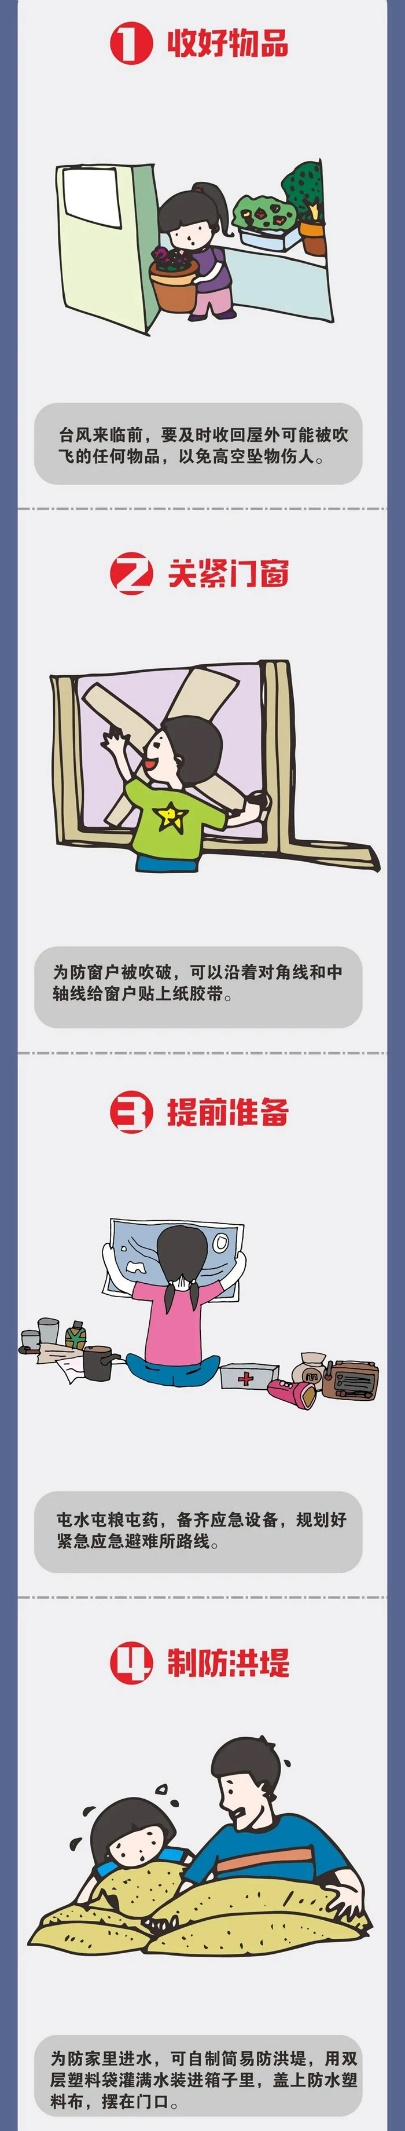 1 收好物品
台风来临前，要及时收回屋外可能被吹
飞的任何物品，以免高空坠物伤人。
2 关紧门窗
为防窗户被吹破，可以沿着对角线和中
轴线给窗户贴上纸胶带。
3 提前准备
屯水屯粮屯药，备齐应急设备，规划好
紧急应急避难所路线。
4 制防洪堤
为防家里进水，可自制简易防洪堤，用双
层塑料袋灌满水装进箱子里，盖上防水塑
料布，摆在门口。